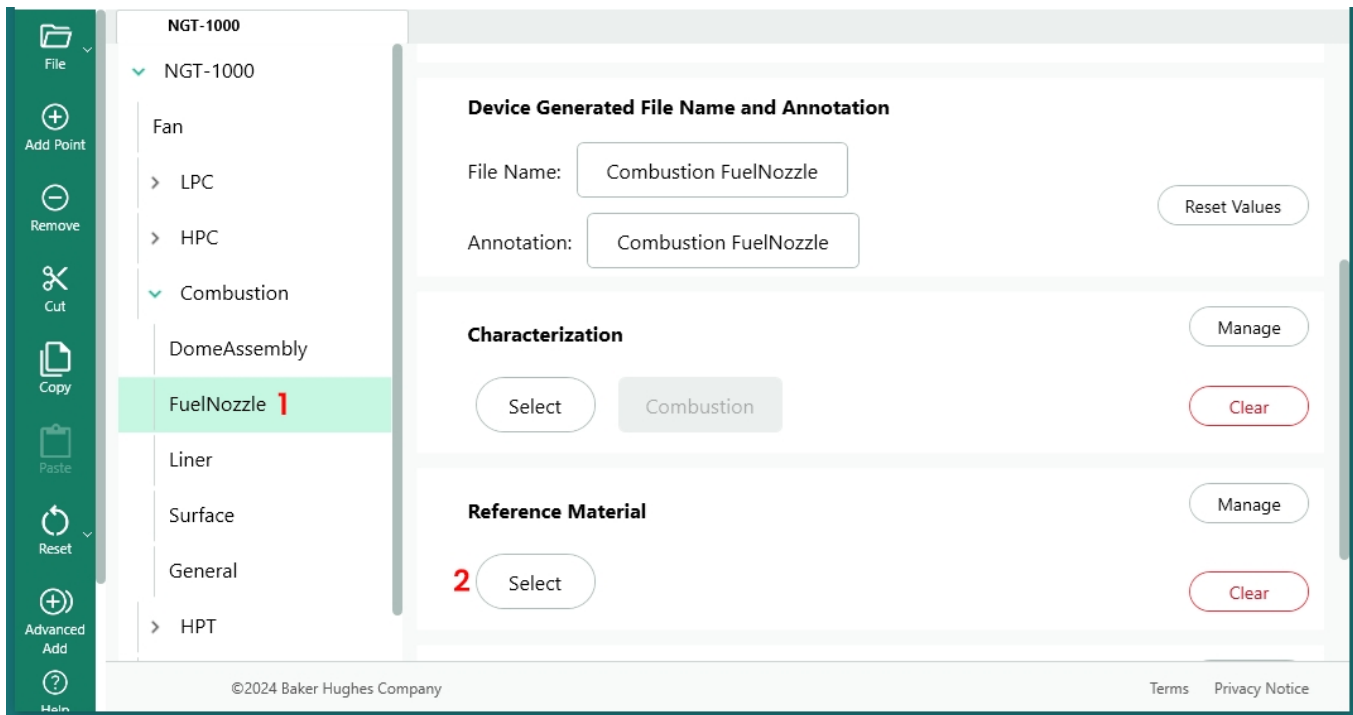 File
Add Point
Remove
Cut
Copy
Paste
Reset
Advanced
Add
Help
NGT-1000
NGT-1000
Fan
LPC
HPC
Combustion
DomeAssembly
FuelNozzle 1
Liner
Surface
General
HPT
Device Generated File Name and Annotation
File Name: Combustion FuelNozzle
Reset Values
Annotation: Combustion FuelNozzle
Characterization
Manage
Select Combustion
Clear
Reference Material
Manage
2 Select
Clear
©2024 Baker Hughes Company
Terms Privacy Notice